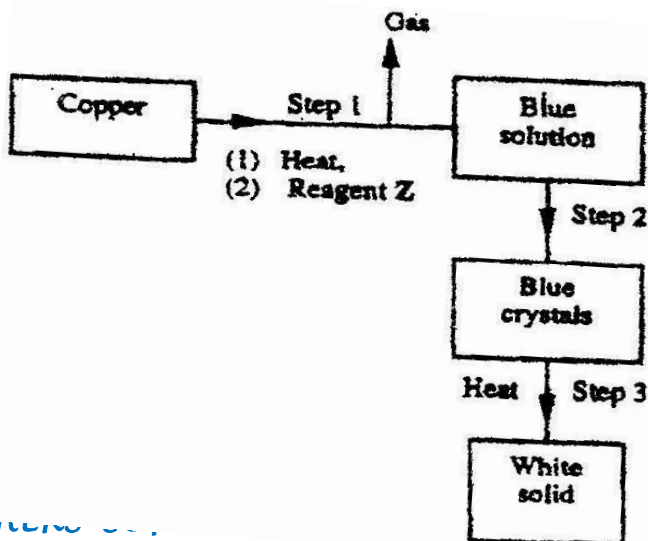 Gas
Copper
Step 1
Blue
solution
(1) Heat,
(2) Reagent Z
Step 2
Blue
crystals
Heat
Step 3
White
solid